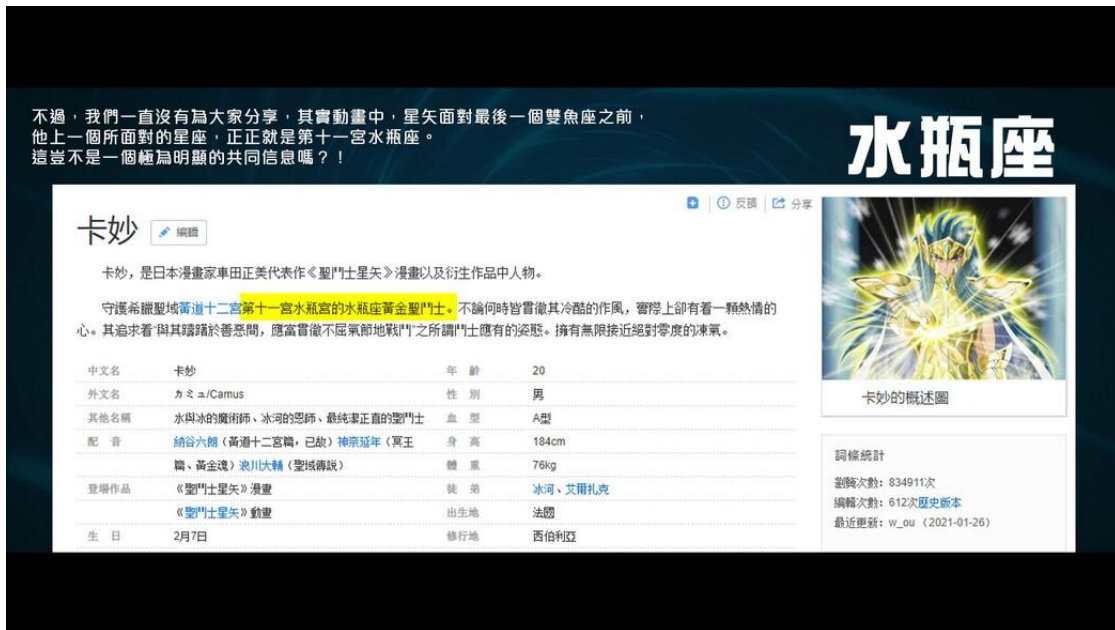 不過，我們一直沒有為大家分享，其實動畫中，星矢面對最後一個雙魚座之前，
他上一個所面對的星座，正正就是第十一宮水瓶座。
這豈不是一個極為明顯的共同信息嗎？！
水瓶座
反饋 分享
卡妙 編輯
卡妙，是日本漫畫家車田正美代表作《聖鬥士星矢》漫畫以及衍生作品中人物。
守護希臘聖域黃道十二宮第十一宮水瓶宮的水瓶座黃金聖鬥士。不論何時皆貫徹其冷酷的作風，實際上卻有着一顆熱情的
心。其追求着“與其躊躇於善惡間，應當貫徹不屈氣節地戰鬥”之所謂鬥士應有的姿態。擁有無限接近絕對零度的凍氣。
中文名 卡妙 年 齡 20
外文名 カミュ/Camus 性 別 男
其他名稱 水與冰的魔術師、冰河的恩師、最純潔正直的聖鬥士 血 型 A型
配 音 納谷六朗（黃道十二宮篇，已故）神奈延年（冥王 身 高 184cm
篇、黃金魂）浪川大輔（聖域傳説） 體 重 76kg
登場作品 《聖鬥士星矢》漫畫 徒 弟 冰河、艾爾扎克
《聖鬥士星矢》動畫 出生地 法國
生 日 2月7日 修行地 西伯利亞
卡妙的概述圖
詞條統計
瀏覽次數：834911次
編輯次數：612次歷史版本
最近更新：w_ou（2021-01-26）